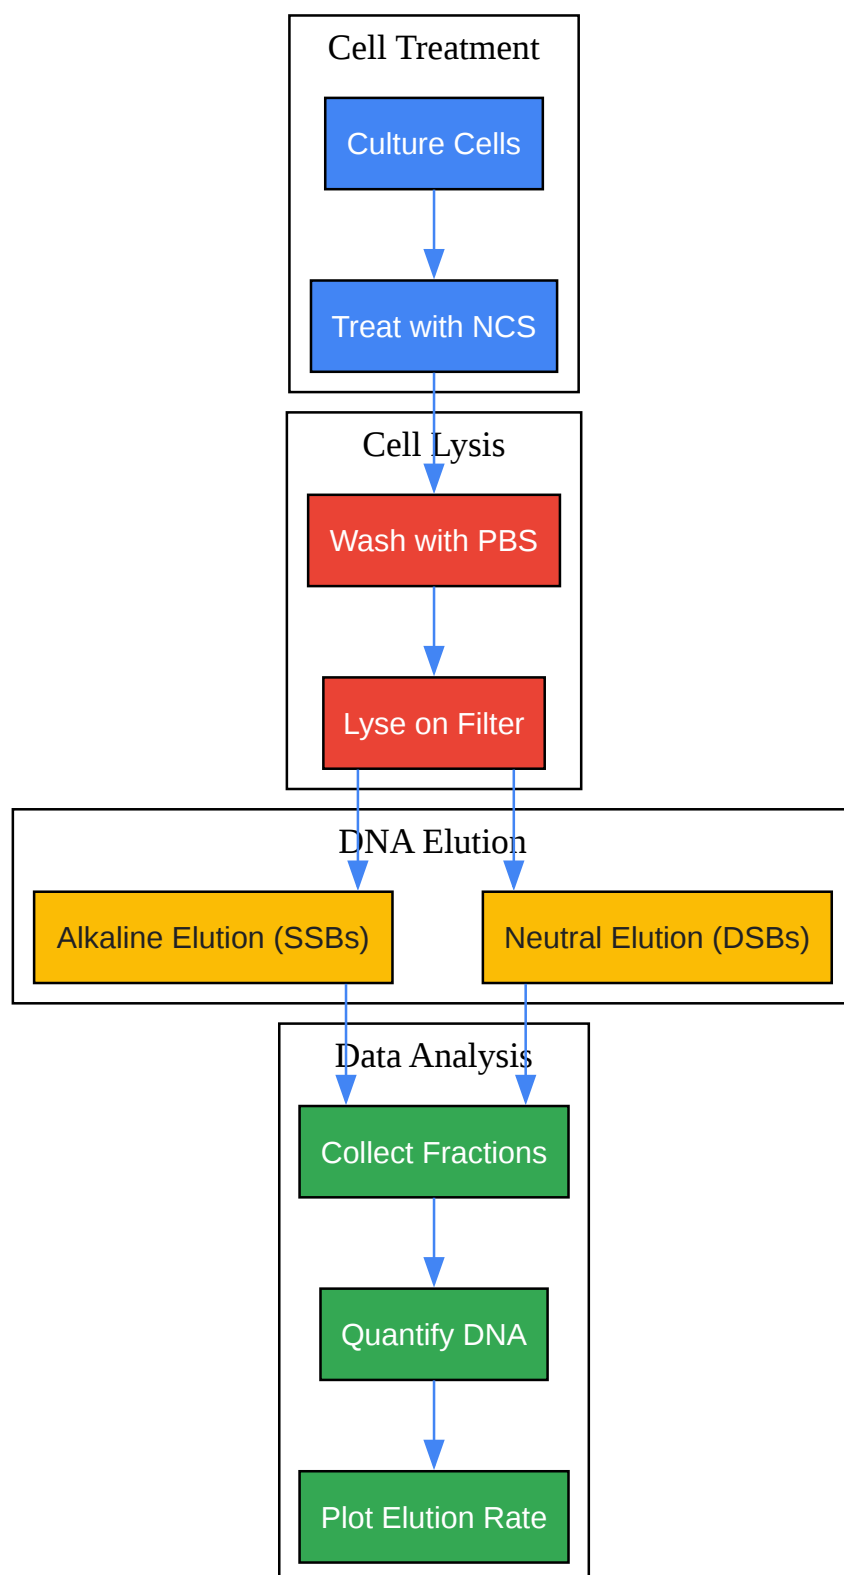 Cell Treatment
Culture Cells
Treat with NCS
Cell Lysis
Wash with PBS
Lyse on Filter
DNA Elution
Alkaline Elution (SSBs)
Neutral Elution (DSBs)
Data Analysis
Collect Fractions
Quantify DNA
Plot Elution Rate